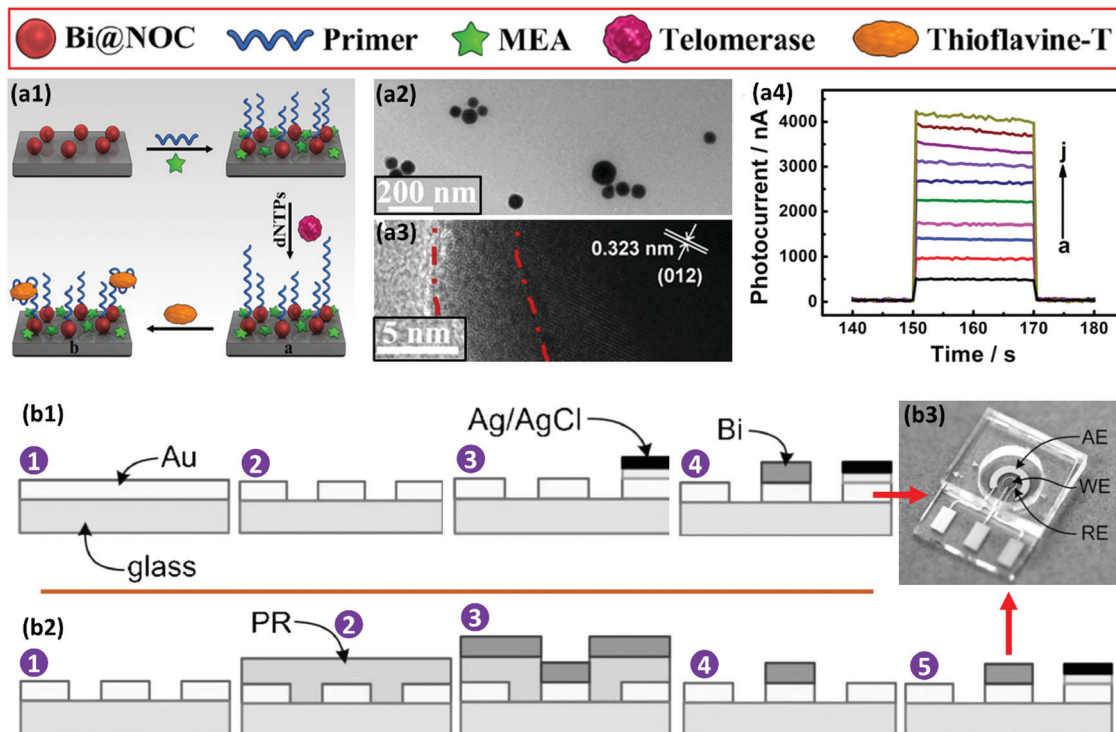 Bi@NOC Primer MEA Telomerase Thioflavine-T
(a1)
dNTPs
b a
(a2)
200 nm
(a3)
0.323 nm
(012)
5 nm
(a4)
Photocurrent / nA
4000
3000
2000
1000
0
j
a
140 150 160 170 180
Time / s
(b1)
1
Au
glass
2
3
Ag/AgCl
4
Bi
(b3)
AE
WE
RE
(b2)
1
PR
2
3
4
5